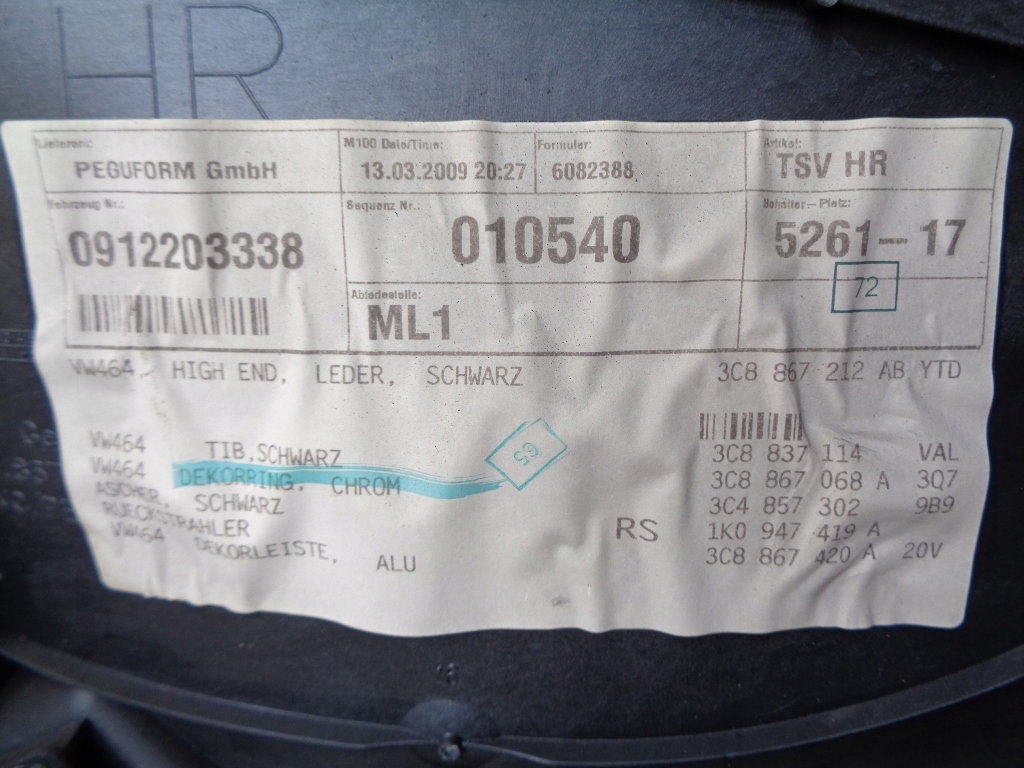 HR
Lieferant: M100 Date/Time: Formular: Artikel:
PEGUFORM GmbH 13.03.2009 20:27 6082388 TSV HR
Fahrzeug Nr.: Sequenz Nr.: Behälter-Platz:
0912203338 010540 5261-17
72
Abladestelle:
ML1
VW464, HIGH END, LEDER, SCHWARZ 3C8 867 212 AB YTD
VW464 TIB.SCHWARZ 3C8 837 114 VAL
VW464 DEKORRING, CHROM 3C8 867 068 A 3Q7
ASCHER SCHWARZ 3C4 857 302 9B9
RUECKSTRAHLER RS 1K0 947 419 A
VW464 DEKORLEISTE, ALU 3C8 867 420 A 20V
65